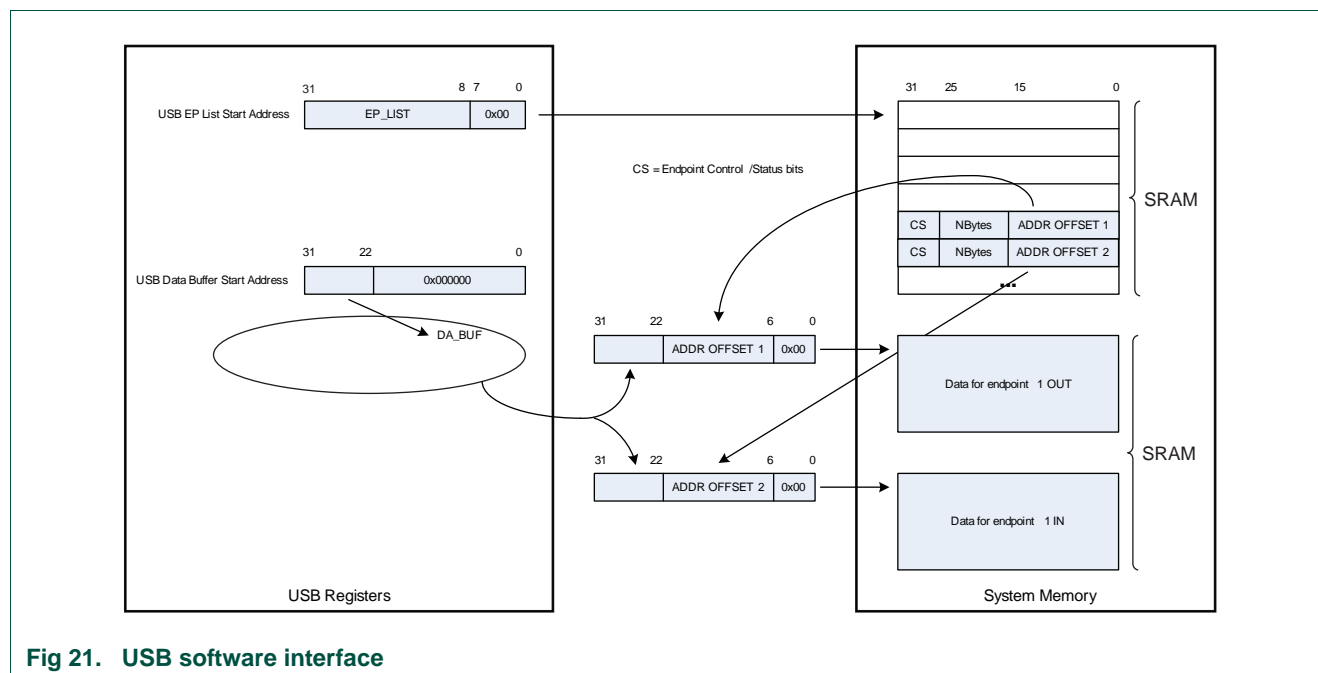 31 8 7 0
USB EP List Start Address EP_LIST 0x00
31 25 15 0
CS = Endpoint Control /Status bits
SRAM
CS NBytes ADDR OFFSET 1
CS NBytes ADDR OFFSET 2
...
31 22 0
USB Data Buffer Start Address 0x000000
DA_BUF
31 22 6 0
ADDR OFFSET 1 0x00
Data for endpoint 1 OUT
SRAM
31 22 6 0
ADDR OFFSET 2 0x00
Data for endpoint 1 IN
USB Registers
System Memory
Fig 21. USB software interface